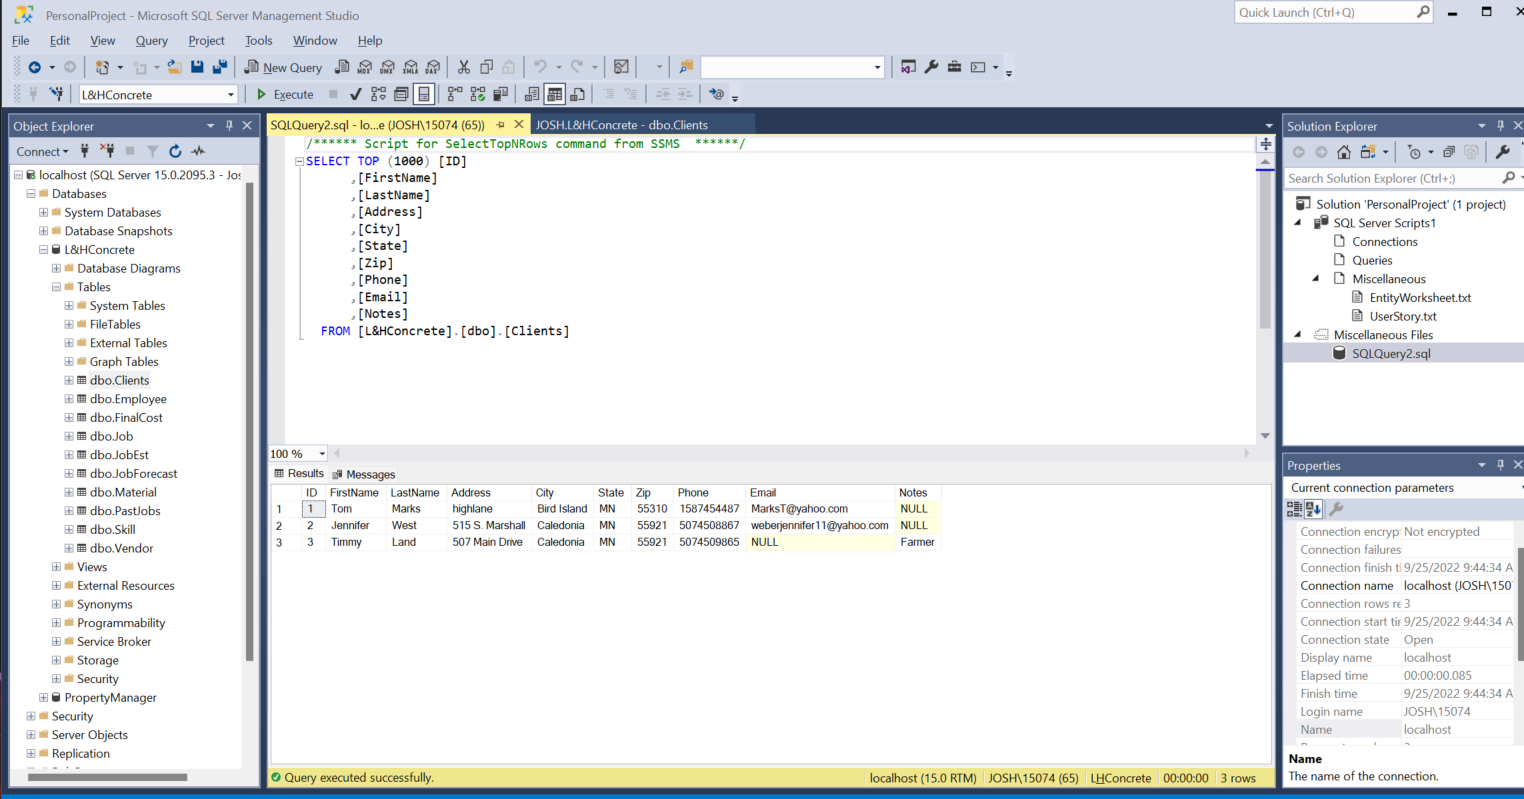 PersonalProject - Microsoft SQL Server Management Studio
Quick Launch (Ctrl+Q)
File Edit View Query Project Tools Window Help
New Query MDX DMX XMLA DAX
L&HConcrete Execute
Object Explorer
Connect
localhost (SQL Server 15.0.2095.3 - Jos
Databases
System Databases
Database Snapshots
L&HConcrete
Database Diagrams
Tables
System Tables
FileTables
External Tables
Graph Tables
dbo.Clients
dbo.Employee
dbo.FinalCost
dbo.Job
dbo.JobEst
dbo.JobForecast
dbo.Material
dbo.PastJobs
dbo.Skill
dbo.Vendor
Views
External Resources
Synonyms
Programmability
Service Broker
Storage
Security
PropertyManager
Security
Server Objects
Replication
SQLQuery2.sql - lo...e (JOSH\15074 (65)) JOSH.L&HConcrete - dbo.Clients
/****** Script for SelectTopNRows command from SSMS ******/
SELECT TOP (1000) [ID]
,[FirstName]
,[LastName]
,[Address]
,[City]
,[State]
,[Zip]
,[Phone]
,[Email]
,[Notes]
FROM [L&HConcrete].[dbo].[Clients]
100 %
Results Messages
ID FirstName LastName Address City State Zip Phone Email Notes
1 1 Tom Marks highlane Bird Island MN 55310 1587454487 MarksT@yahoo.com NULL
2 2 Jennifer West 515 S. Marshall Caledonia MN 55921 5074508867 weberjennifer11@yahoo.com NULL
3 3 Timmy Land 507 Main Drive Caledonia MN 55921 5074509865 NULL Farmer
Query executed successfully. localhost (15.0 RTM) JOSH\15074 (65) LHConcrete 00:00:00 3 rows
Solution Explorer
Search Solution Explorer (Ctrl+;)
Solution 'PersonalProject' (1 project)
SQL Server Scripts1
Connections
Queries
Miscellaneous
EntityWorksheet.txt
UserStory.txt
Miscellaneous Files
SQLQuery2.sql
Properties
Current connection parameters
Connection encryp Not encrypted
Connection failures
Connection finish ti 9/25/2022 9:44:34 A
Connection name localhost (JOSH\150
Connection rows re 3
Connection start tir 9/25/2022 9:44:34 A
Connection state Open
Display name localhost
Elapsed time 00:00:00.085
Finish time 9/25/2022 9:44:34 A
Login name JOSH\15074
Name localhost
Name
The name of the connection.